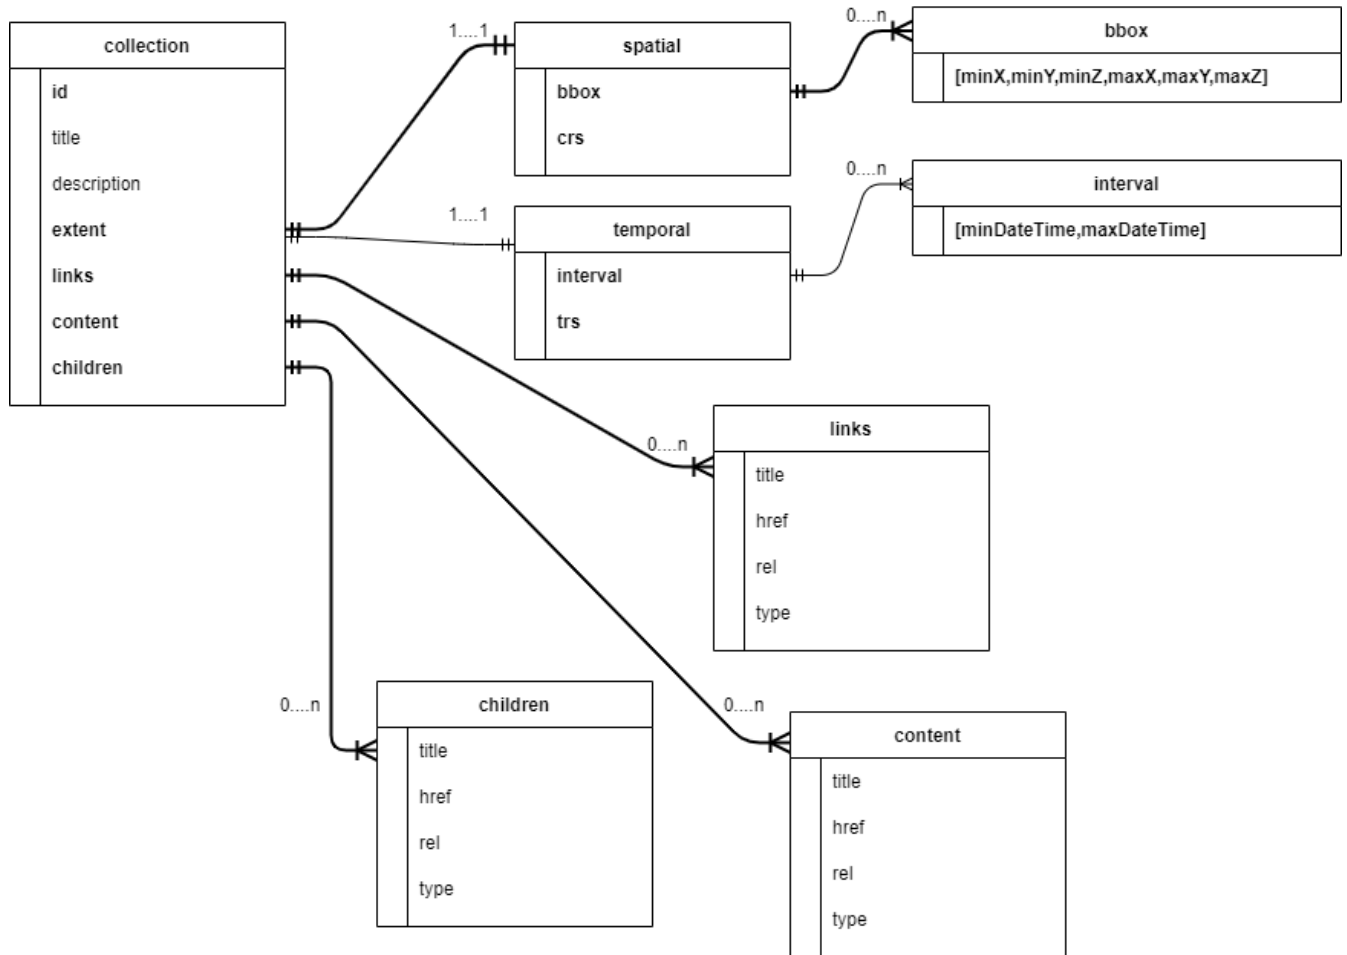 collection
id
title
description
extent
links
content
children
1....1
spatial
bbox
crs
0....n
bbox
[minX,minY,minZ,maxX,maxY,maxZ]
1....1
temporal
interval
trs
0....n
interval
[minDateTime,maxDateTime]
0....n
links
title
href
rel
type
0....n
children
title
href
rel
type
0....n
content
title
href
rel
type